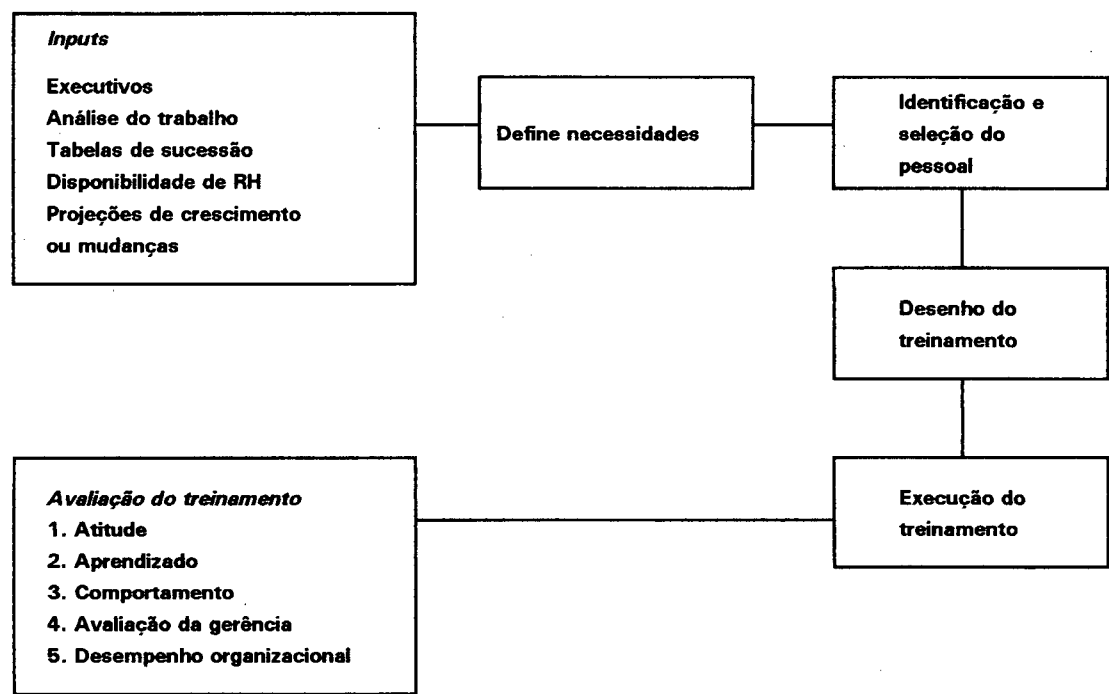 Inputs
Executivos
Análise do trabalho
Tabelas de sucessão
Disponibilidade de RH
Projeções de crescimento
ou mudanças
Define necessidades
Identificação e
seleção do
pessoal
Desenho do
treinamento
Execução do
treinamento
Avaliação do treinamento
1. Atitude
2. Aprendizado
3. Comportamento
4. Avaliação da gerência
5. Desempenho organizacional